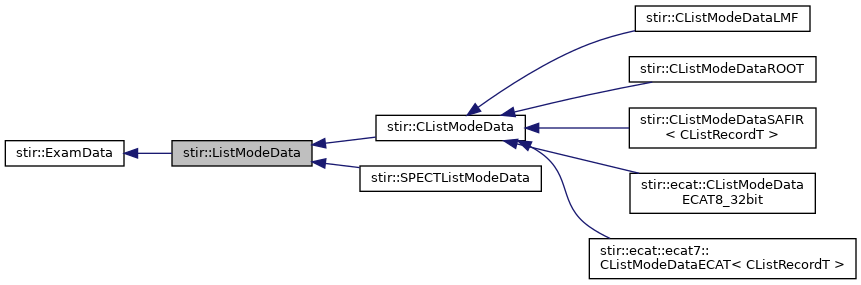 stir::CListModeDataLMF
stir::CListModeDataROOT
stir::CListModeDataSAFIR
< CListRecordT >
stir::CListModeData
stir::ExamData
stir::ListModeData
stir::SPECTListModeData
stir::ecat::CListModeData
ECAT8_32bit
stir::ecat::ecat7::
CListModeDataECAT< CListRecordT >